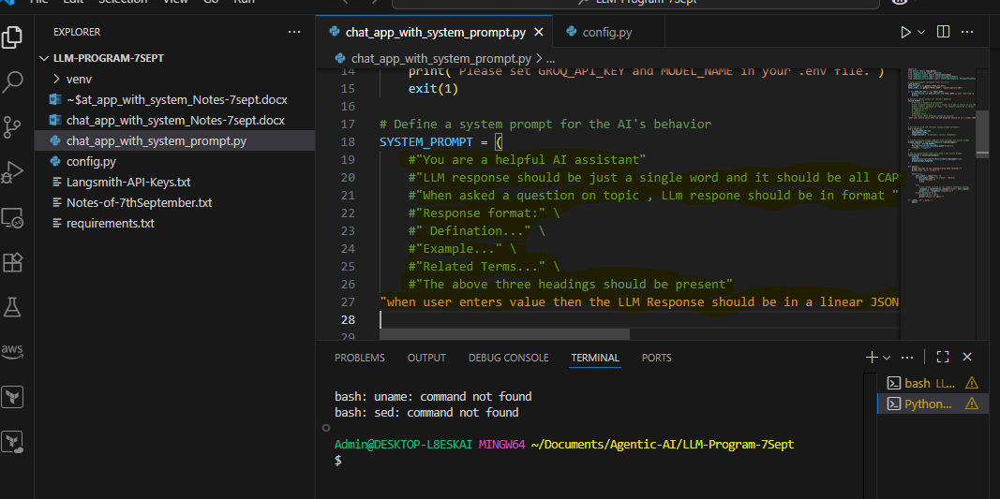 File Edit Selection View Go Run
LLM-Program-7Sept
EXPLORER
LLM-PROGRAM-7SEPT
venv
~$at_app_with_system_Notes-7sept.docx
chat_app_with_system_Notes-7sept.docx
chat_app_with_system_prompt.py
config.py
Langsmith-API-Keys.txt
Notes-of-7thSeptember.txt
requirements.txt
aws
chat_app_with_system_prompt.py
config.py
chat_app_with_system_prompt.py > ...
14 print( Please set GROQ_API_KEY and MODEL_NAME in your .env file. )
15 exit(1)
16
17 # Define a system prompt for the AI's behavior
18 SYSTEM_PROMPT = (
19 #"You are a helpful AI assistant"
20 #"LLM response should be just a single word and it should be all CAPS
21 #"When asked a question on topic , LLm respone should be in format "
22 #"Response format:" \
23 #" Defination..." \
24 #"Example..." \
25 #"Related Terms..." \
26 #"The above three headings should be present"
27 "when user enters value then the LLM Response should be in a linear JSON
28
29
PROBLEMS OUTPUT DEBUG CONSOLE TERMINAL PORTS
bash: uname: command not found
bash: sed: command not found
Admin@DESKTOP-L8ESKAI MINGW64 ~/Documents/Agentic-AI/LLM-Program-7Sept
$
bash LL...
Python...